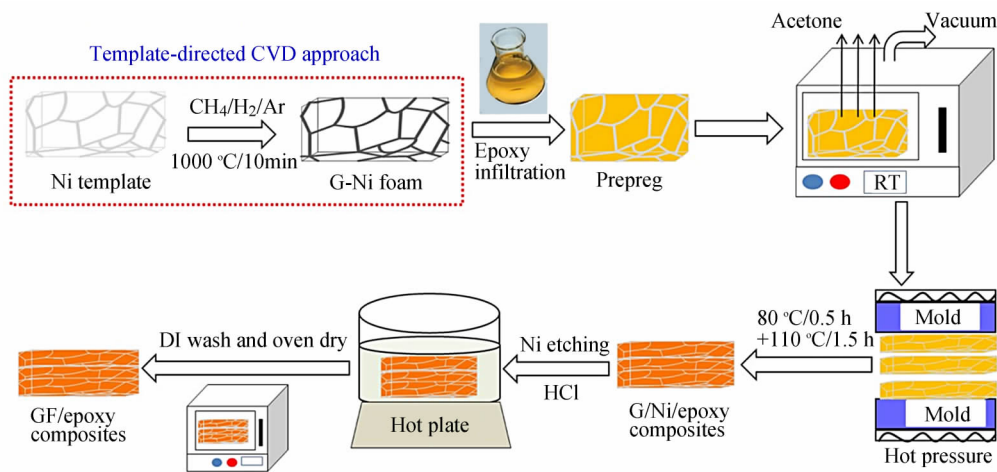 Template-directed CVD approach
CH4/H2/Ar
1000 °C/10min
Ni template
G-Ni foam
Epoxy
infiltration
Prepreg
Acetone
Vacuum
RT
Mold
Mold
Hot pressure
80 °C/0.5 h
+110 °C/1.5 h
G/Ni/epoxy
composites
Ni etching
HCl
Hot plate
DI wash and oven dry
GF/epoxy
composites